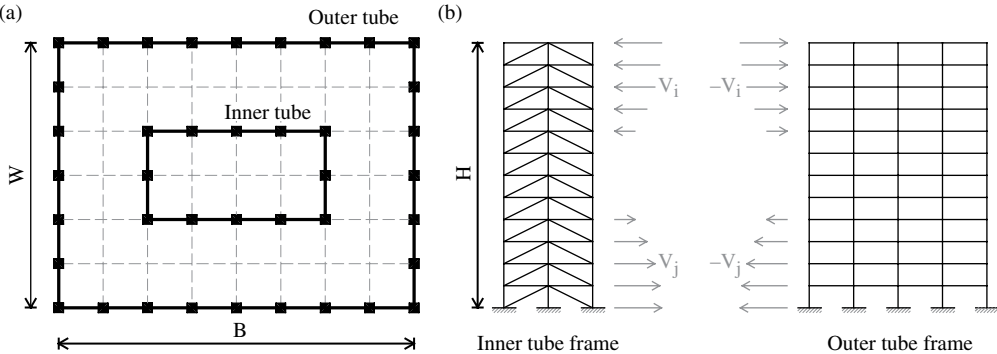 (a)
Outer tube
Inner tube
W
B
(b)
H
V_i
-V_i
V_j
-V_j
Inner tube frame
Outer tube frame